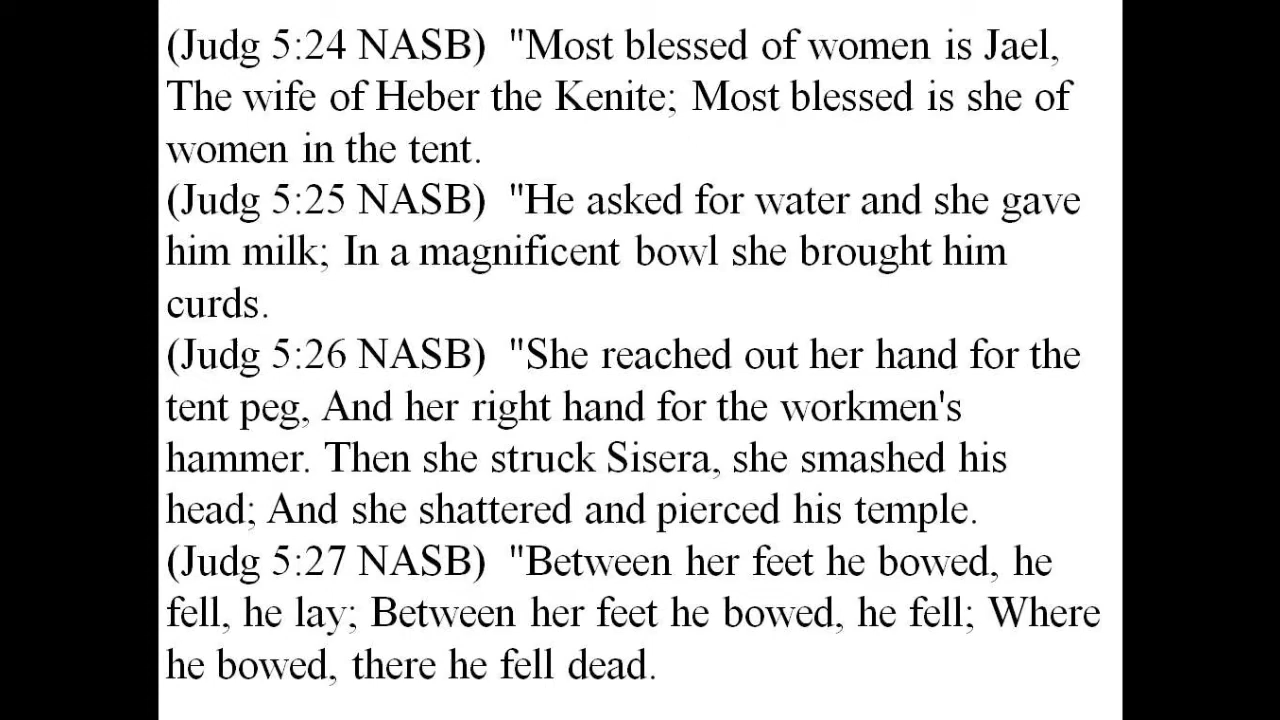 (Judg 5:24 NASB)  "Most blessed of women is Jael,
The wife of Heber the Kenite; Most blessed is she of
women in the tent.
(Judg 5:25 NASB)  "He asked for water and she gave
him milk; In a magnificent bowl she brought him
curds.
(Judg 5:26 NASB)  "She reached out her hand for the
tent peg, And her right hand for the workmen's
hammer. Then she struck Sisera, she smashed his
head; And she shattered and pierced his temple.
(Judg 5:27 NASB)  "Between her feet he bowed, he
fell, he lay; Between her feet he bowed, he fell; Where
he bowed, there he fell dead.